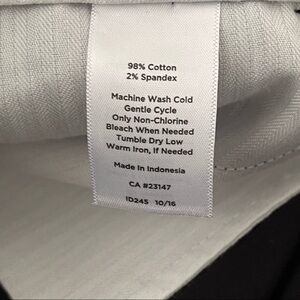 98% Cotton
2% Spandex
Machine Wash Cold
Gentle Cycle
Only Non-Chlorine
Bleach When Needed
Tumble Dry Low
Warm Iron, If Needed
Made In Indonesia
CA #23147
ID245 10/16